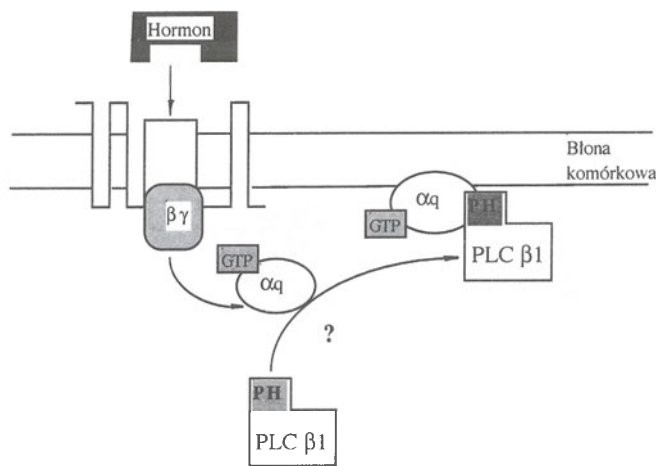 Hormon
Błona
komórkowa
αq
GTP
PH
PLC β1
βγ
GTP
αq
?
PH
PLC β1